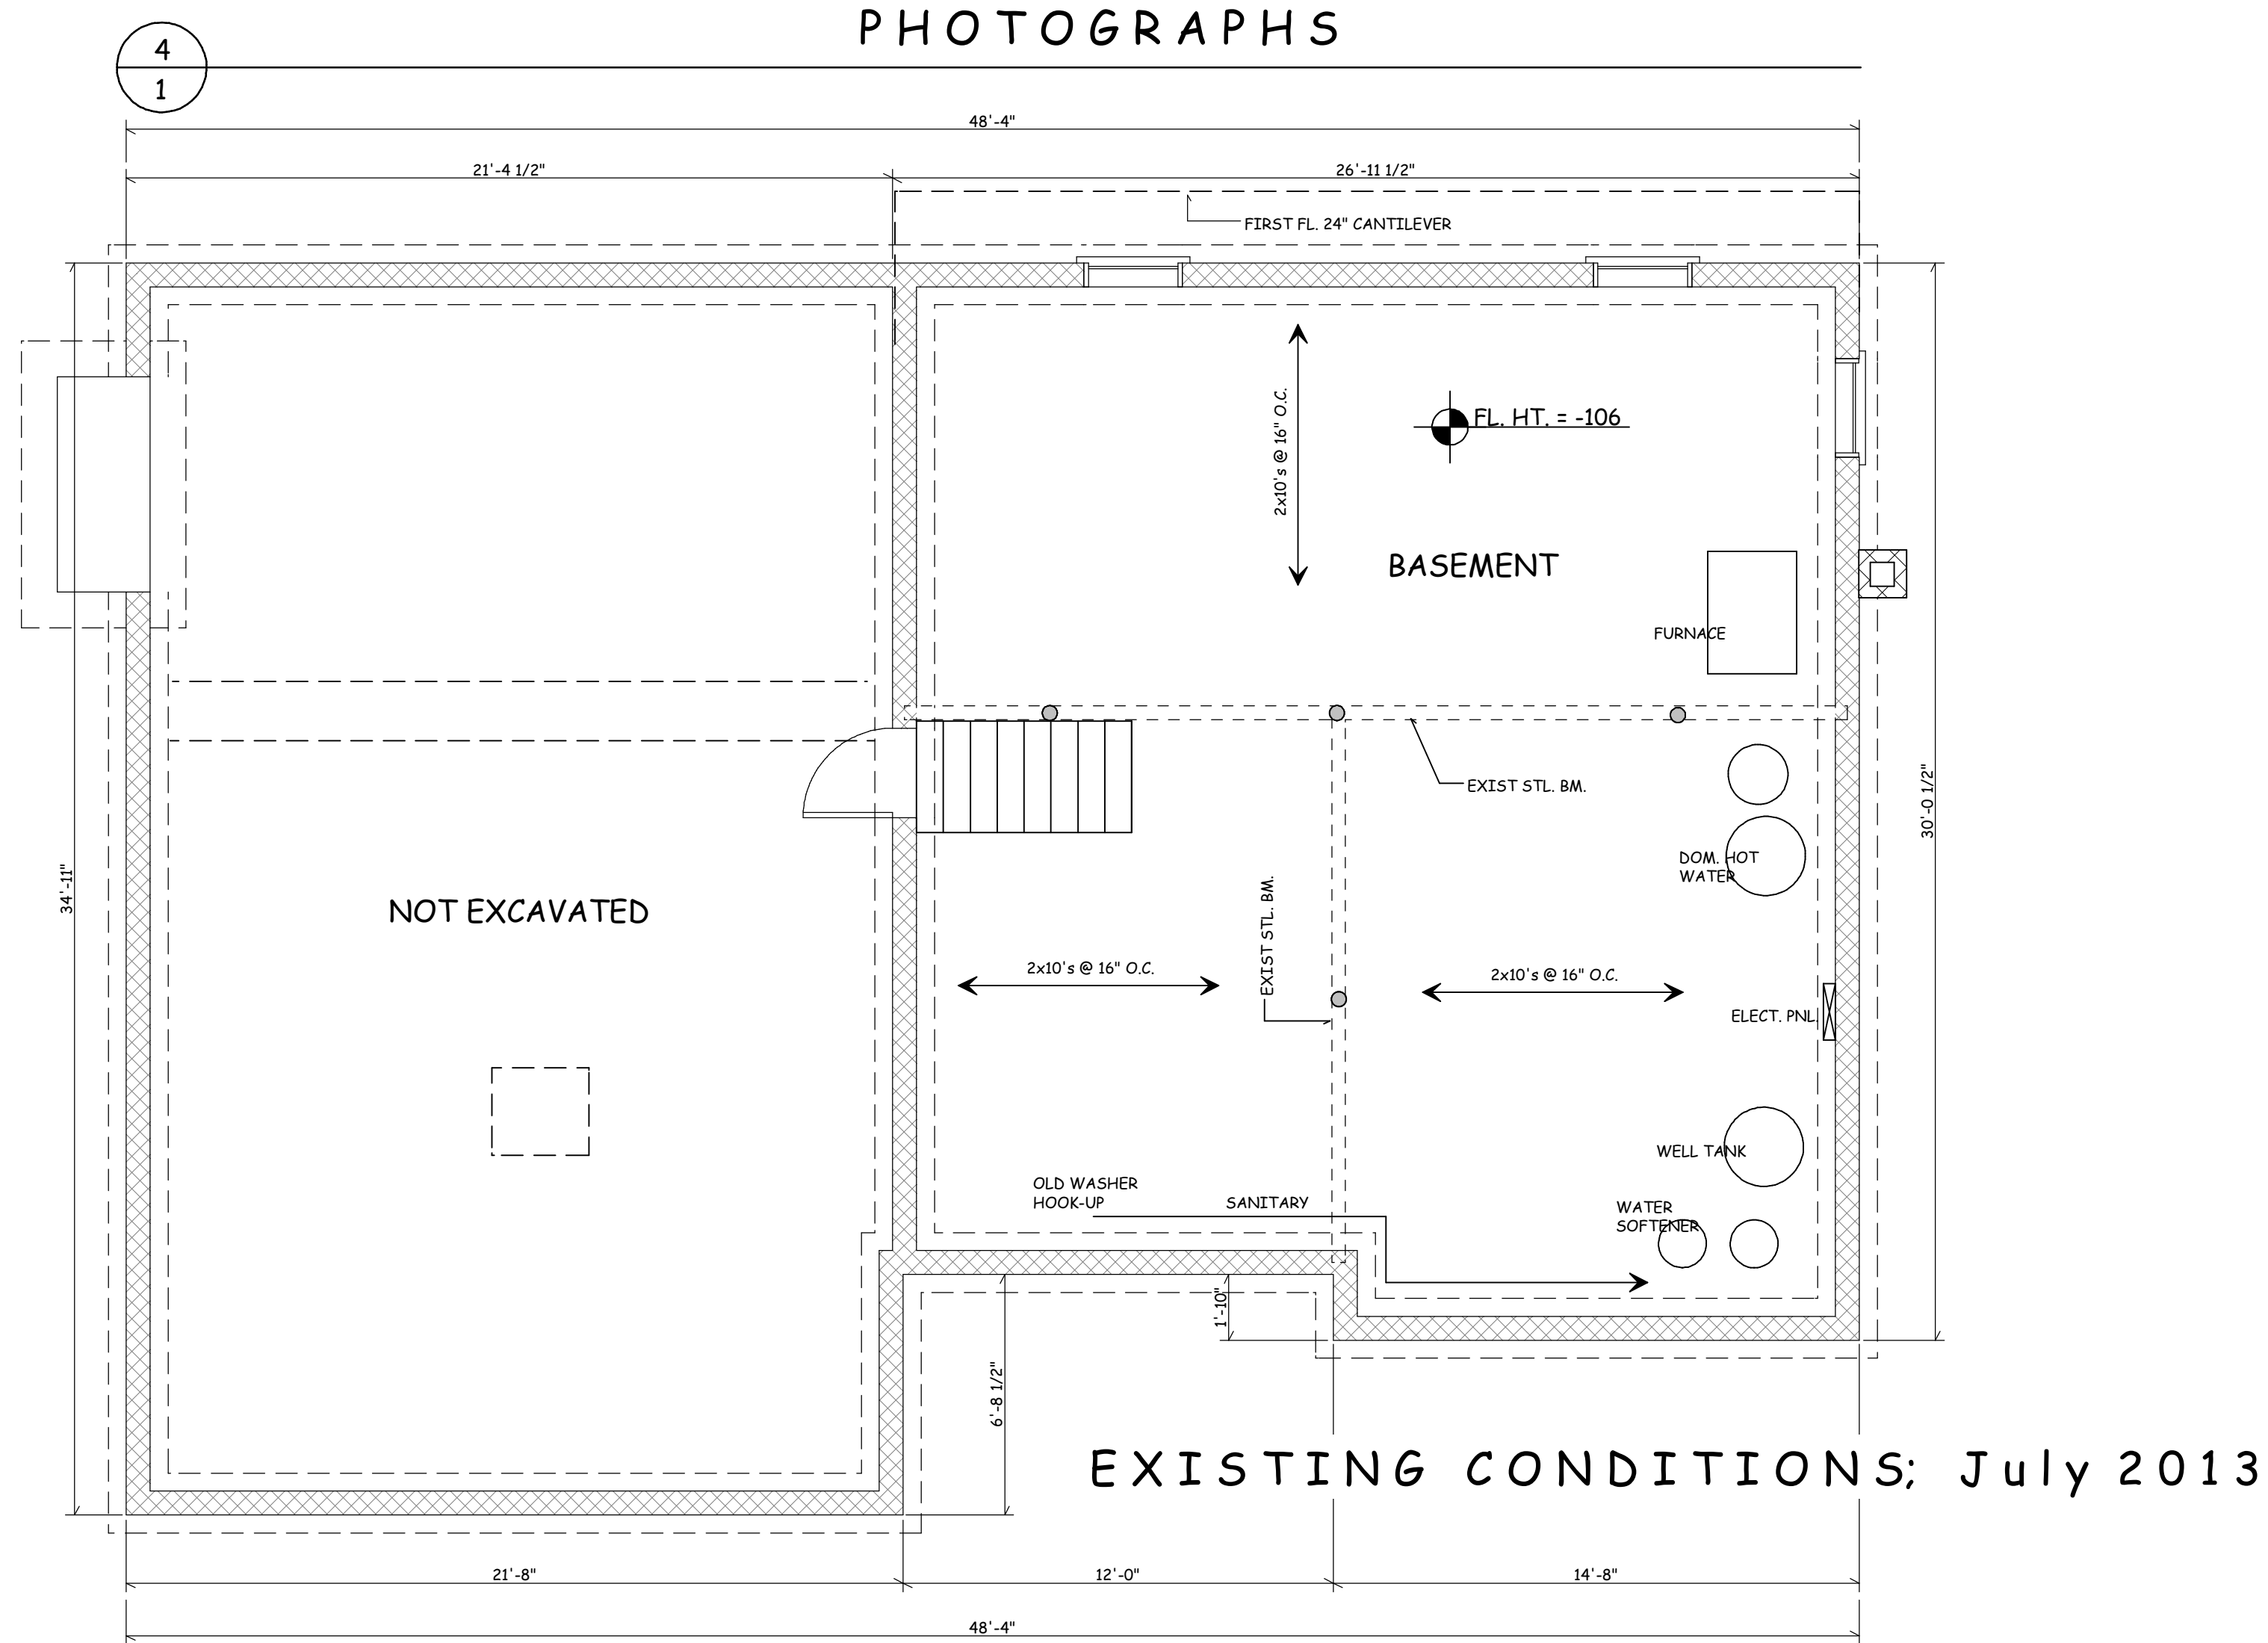 PHOTOGRAPHS
4
1
48'-4"
21'-4 1/2"
26'-11 1/2"
FIRST FL. 24" CANTILEVER
2x10's @ 16" O.C.
FL. HT. = -106
BASEMENT
FURNACE
EXIST STL. BM.
30'-0 1/2"
34'-11"
DOM. HOT
WATER
NOT EXCAVATED
EXIST STL. BM.
2x10's @ 16" O.C.
2x10's @ 16" O.C.
ELECT. PNL.
WELL TANK
OLD WASHER
HOOK-UP
SANITARY
WATER
SOFTENER
1'-10"
6'-8 1/2"
EXISTING CONDITIONS; July 2013
21'-8"
12'-0"
14'-8"
48'-4"